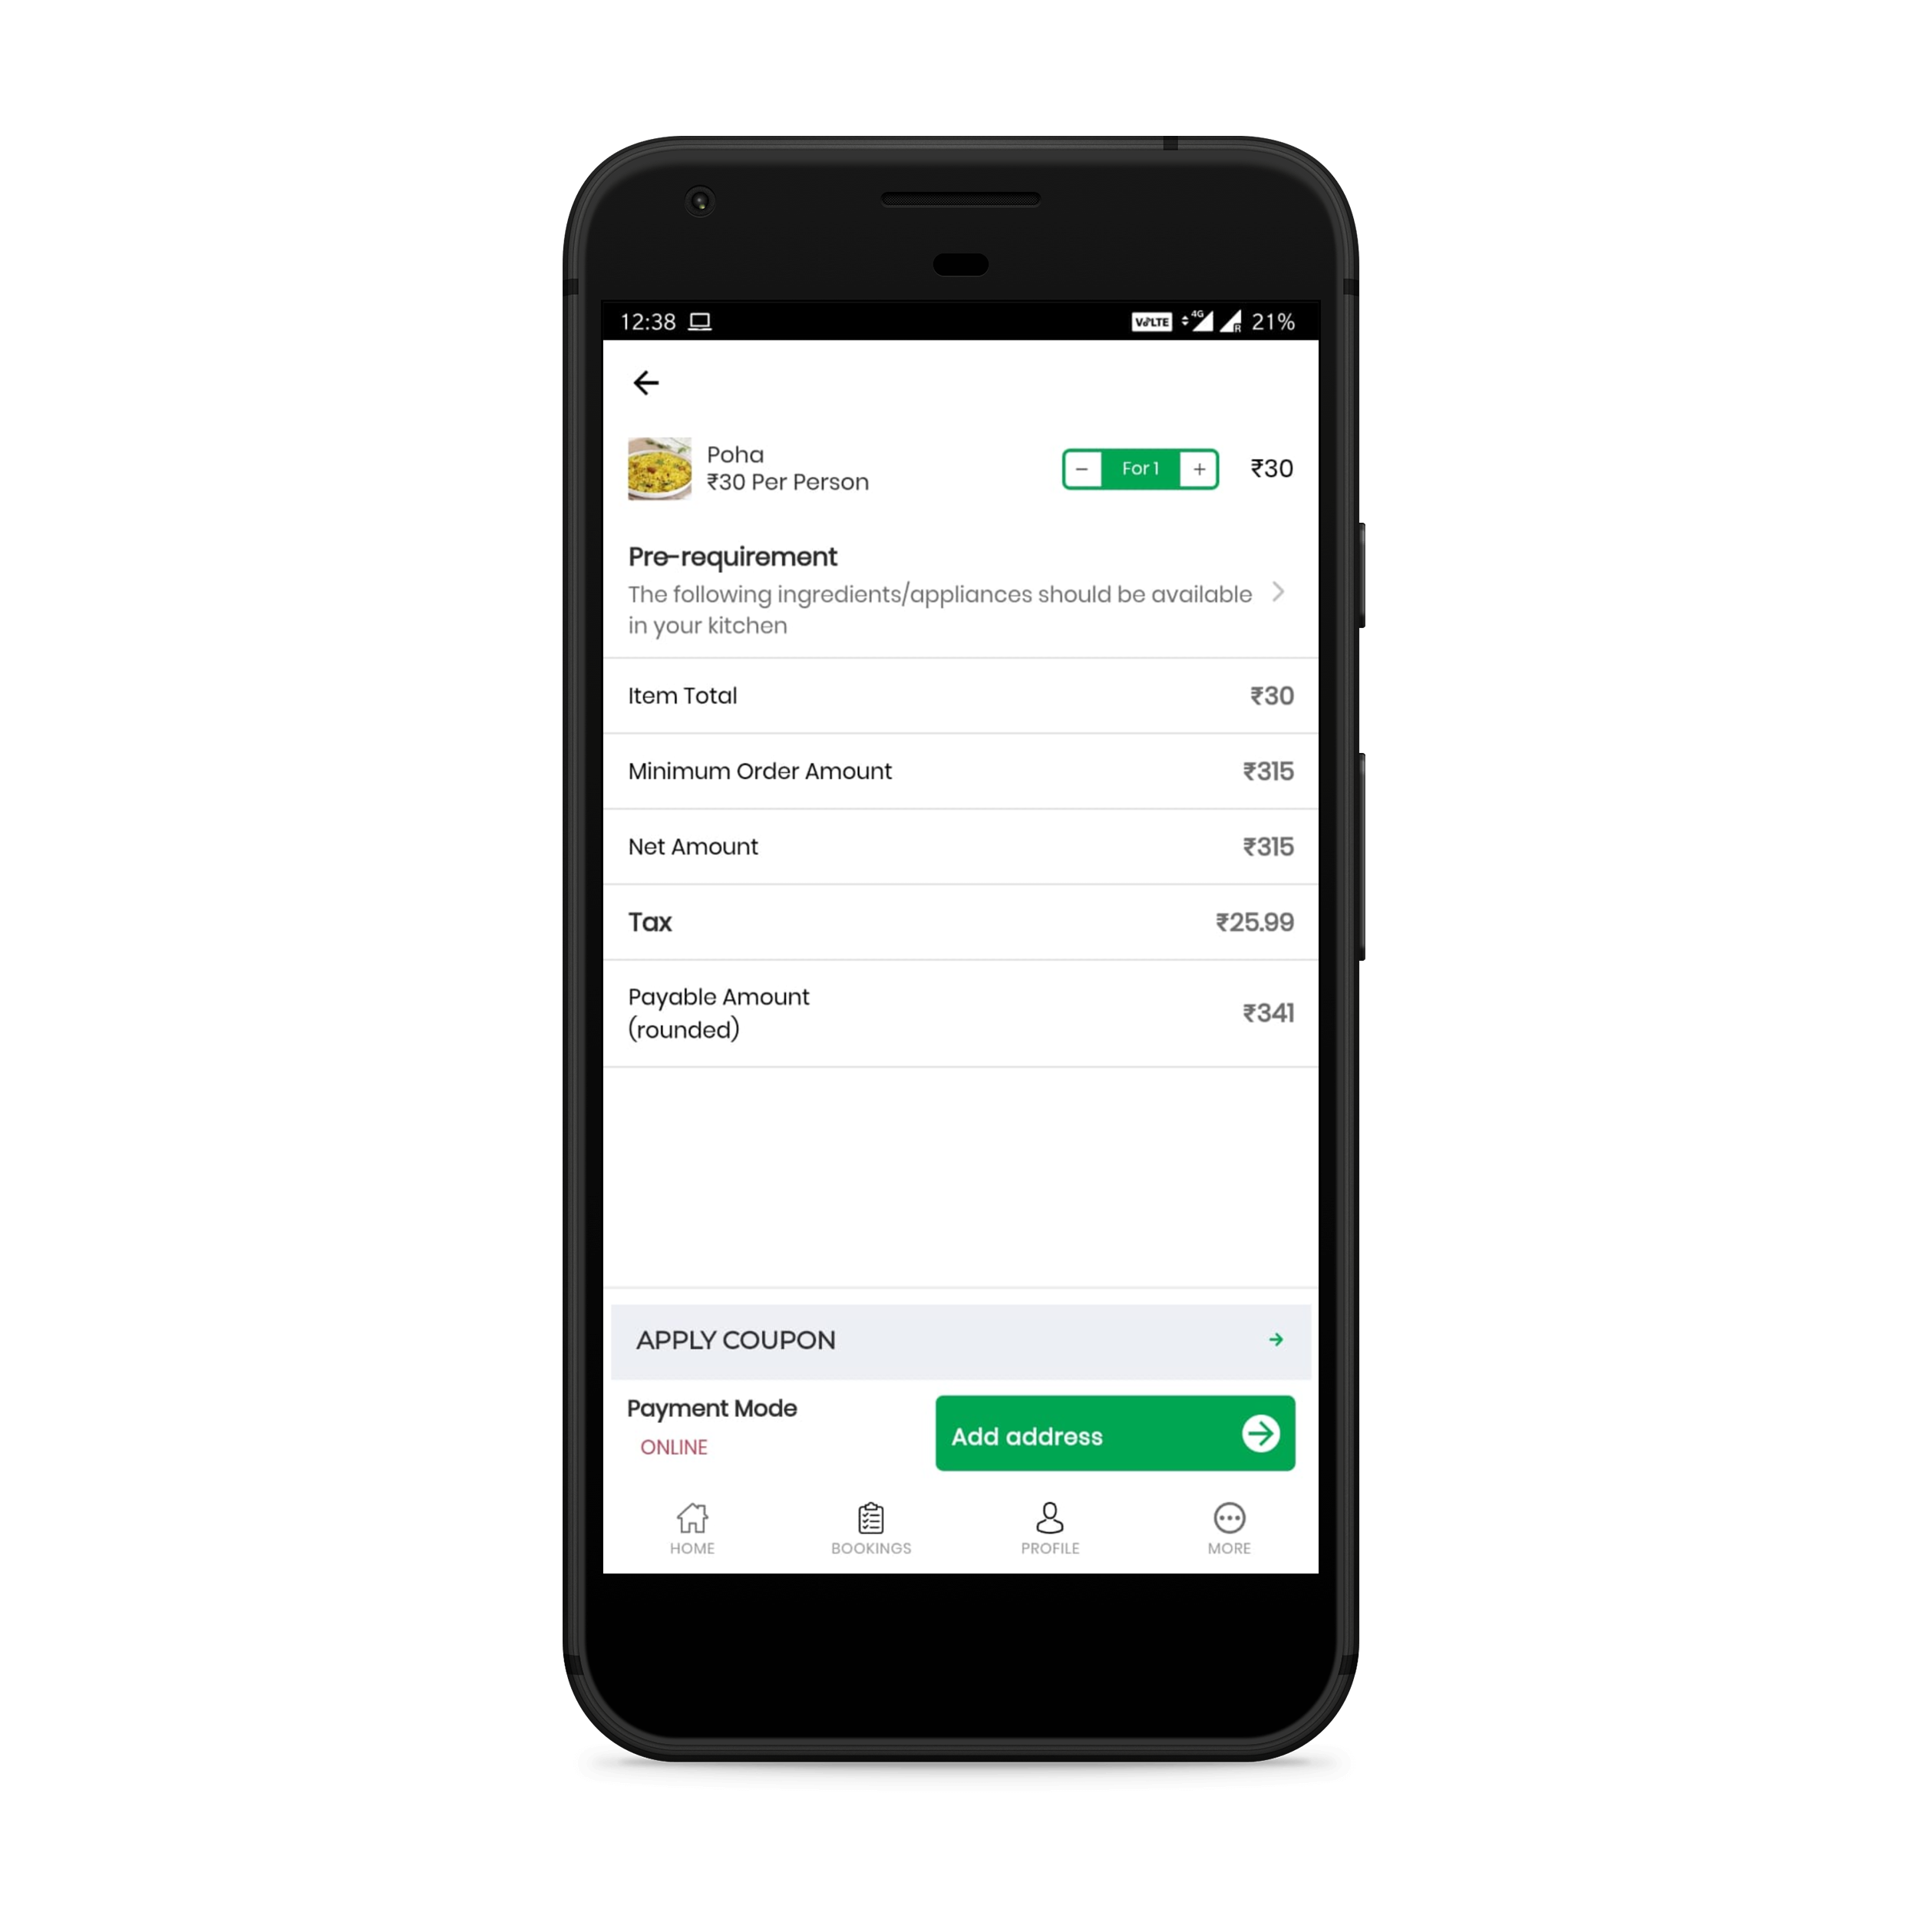 12:38 VoLTE 4G R 21%
Poha
₹30 Per Person
− For 1 + ₹30
Pre-requirement
The following ingredients/appliances should be available
in your kitchen
Item Total ₹30
Minimum Order Amount ₹315
Net Amount ₹315
Tax ₹25.99
Payable Amount
(rounded) ₹341
APPLY COUPON
Payment Mode
ONLINE
Add address
HOME BOOKINGS PROFILE MORE